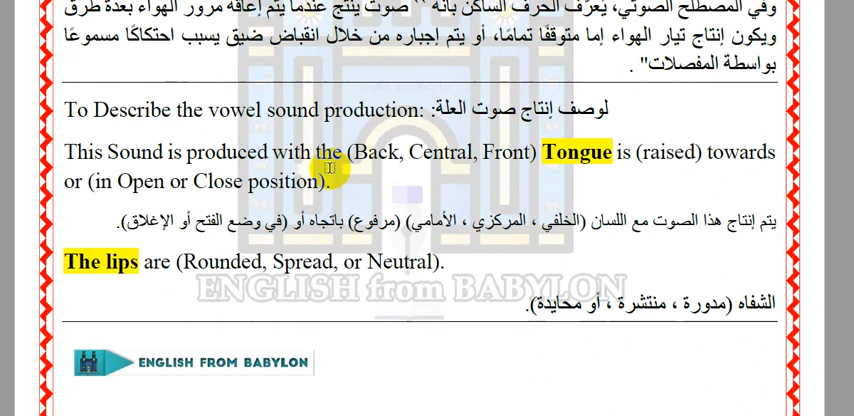 وفي المصطلح الصوتي، يُعرّف الحرف الساكن بأنه " صوت ينتج عندما يتم إعاقة مرور الهواء بعدة طرق
ويكون إنتاج تيار الهواء إما متوقفًا تمامًا، أو يتم إجباره من خلال انقباض ضيق يسبب احتكاكًا مسموعًا
بواسطة المفصلات" .
To Describe the vowel sound production: لوصف إنتاج صوت العلة:
This Sound is produced with the (Back, Central, Front) Tongue is (raised) towards
or (in Open or Close position).
يتم إنتاج هذا الصوت مع اللسان (الخلفي ، المركزي ، الأمامي) (مرفوع) باتجاه أو (في وضع الفتح أو الإغلاق).
The lips are (Rounded, Spread, or Neutral).
ENGLISH from BABYLON
الشفاه (مدورة ، منتشرة ، أو محايدة).
ENGLISH FROM BABYLON